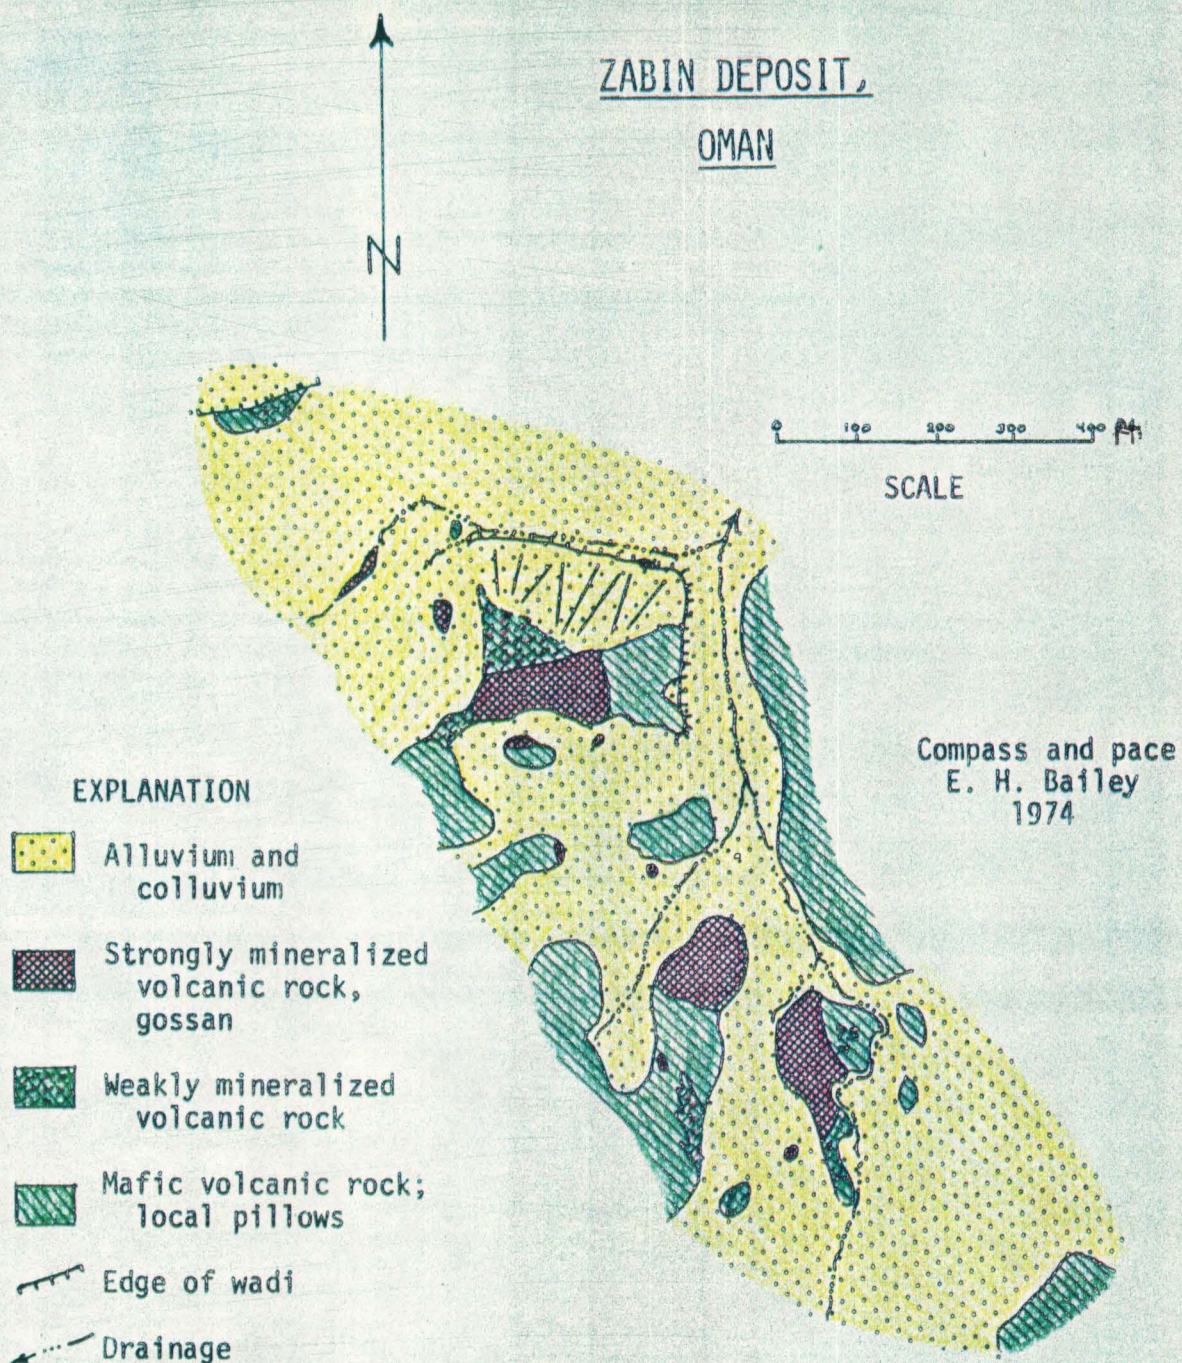 ZABIN DEPOSIT,
OMAN
N
0 100 200 300 400 Ft.
SCALE
Compass and pace
E. H. Bailey
1974
EXPLANATION
Alluvium and
colluvium
Strongly mineralized
volcanic rock,
gossan
Weakly mineralized
volcanic rock
Mafic volcanic rock;
local pillows
Edge of wadi
Drainage